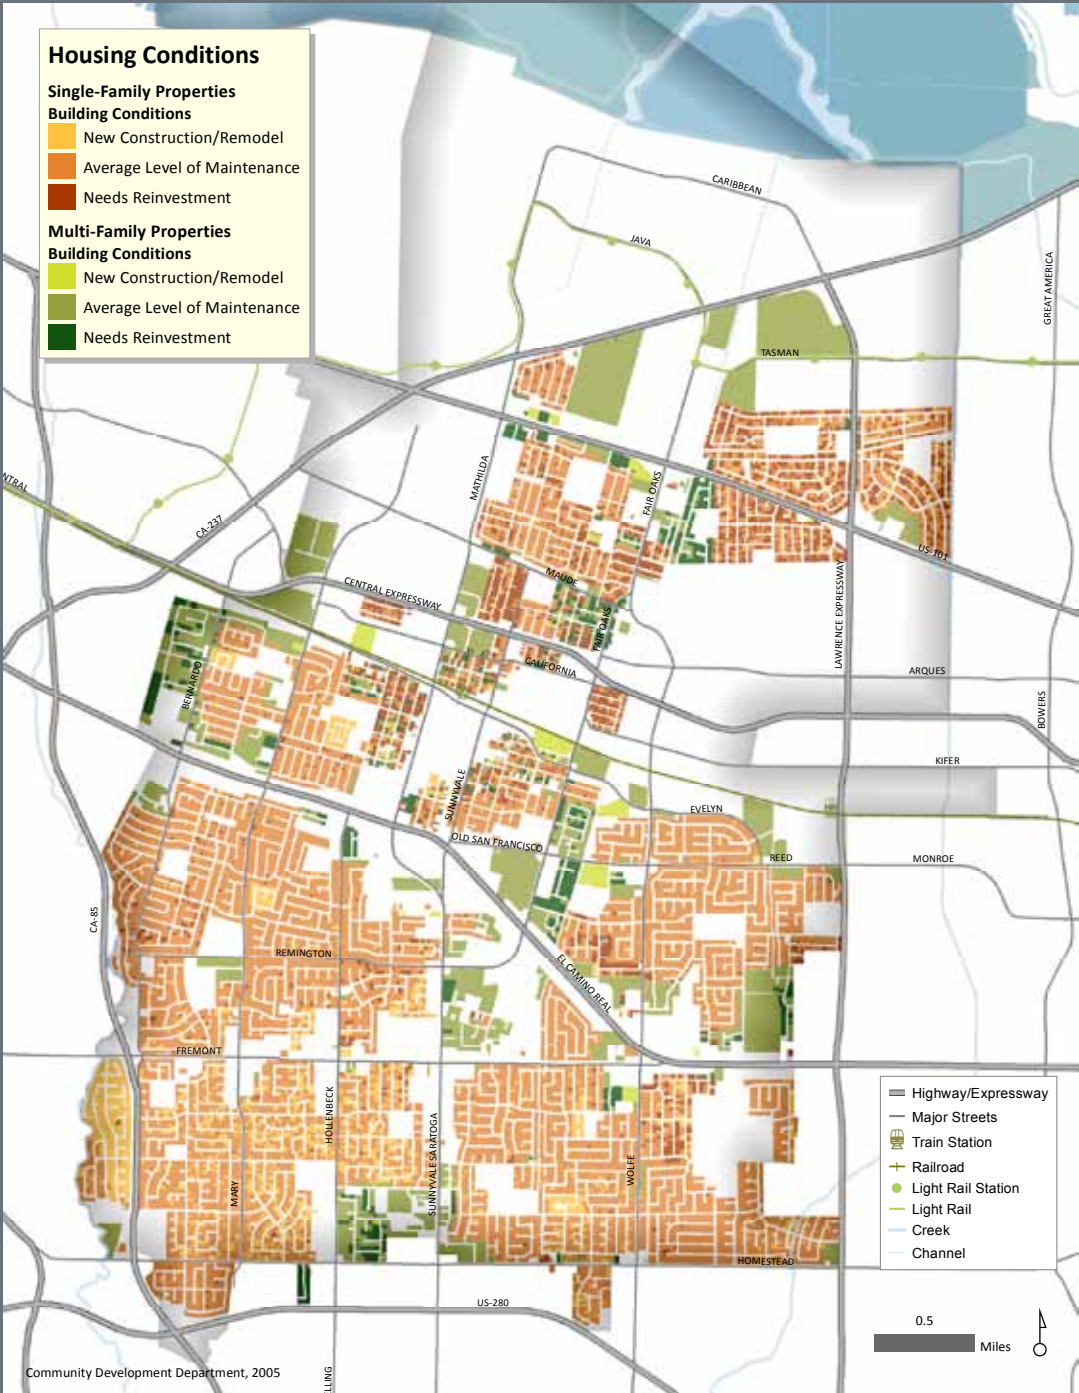 Housing Conditions
Single-Family Properties
Building Conditions
New Construction/Remodel
Average Level of Maintenance
Needs Reinvestment
Multi-Family Properties
Building Conditions
New Construction/Remodel
Average Level of Maintenance
Needs Reinvestment
CARIBBEAN
JAVA
GREAT AMERICA
TASMAN
MATHILDA
FAIR OAKS
NTRAL
CA-237
US-101
MAUDE
CENTRAL EXPRESSWAY
FAIR OAKS
LAWRENCE EXPRESSWAY
CALIFORNIA
ARQUES
BERNARDO
BOWERS
KIFER
SUNNYVALE
EVELYN
OLD SAN FRANCISCO
REED
MONROE
CA-85
REMINGTON
EL CAMINO REAL
FREMONT
HOLLENBECK
SUNNYVALE SARATOGA
WOLFE
MARY
HOMESTEAD
US-280
LLING
Highway/Expressway
Major Streets
Train Station
Railroad
Light Rail Station
Light Rail
Creek
Channel
0.5
Miles
Community Development Department, 2005